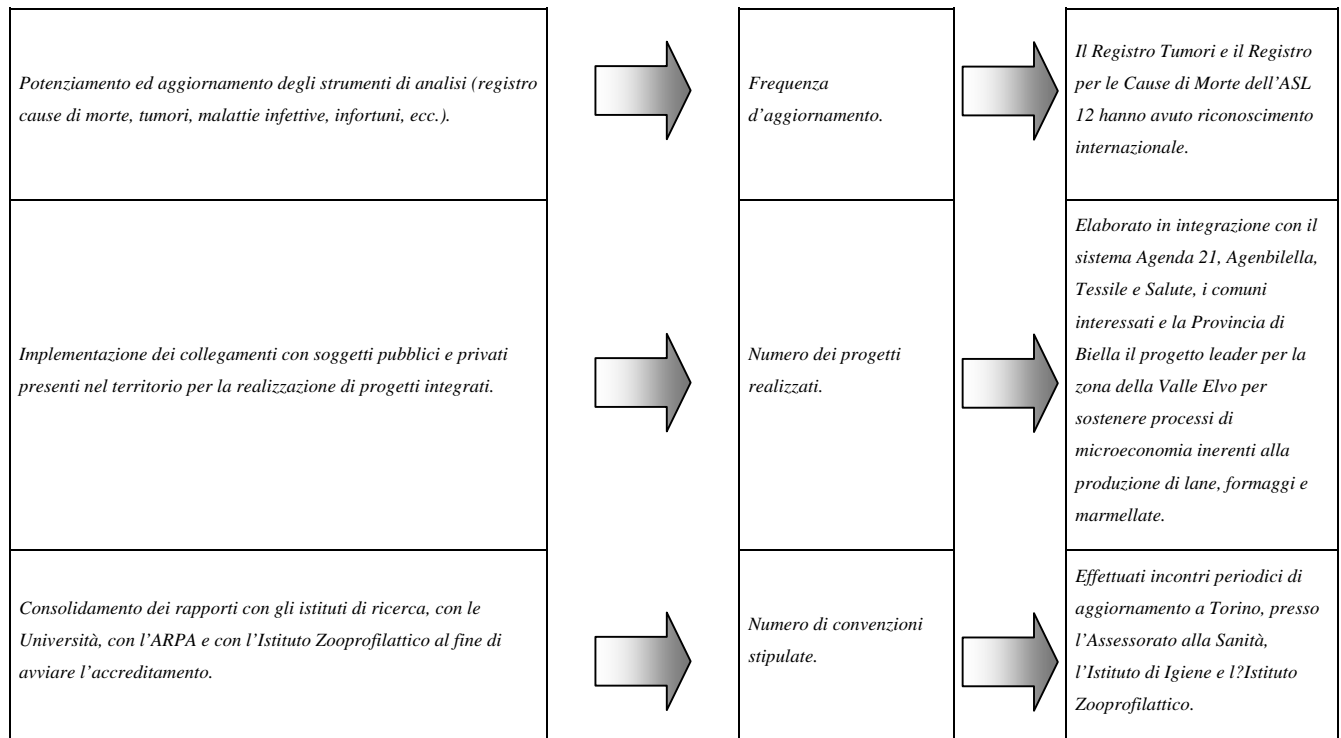 Potenziamento ed aggiornamento degli strumenti di analisi (registro
cause di morte, tumori, malattie infettive, infortuni, ecc.).
Frequenza
d’aggiornamento.
Il Registro Tumori e il Registro
per le Cause di Morte dell’ASL
12 hanno avuto riconoscimento
internazionale.
Implementazione dei collegamenti con soggetti pubblici e privati
presenti nel territorio per la realizzazione di progetti integrati.
Numero dei progetti
realizzati.
Elaborato in integrazione con il
sistema Agenda 21, Agenbilella,
Tessile e Salute, i comuni
interessati e la Provincia di
Biella il progetto leader per la
zona della Valle Elvo per
sostenere processi di
microeconomia inerenti alla
produzione di lane, formaggi e
marmellate.
Consolidamento dei rapporti con gli istituti di ricerca, con le
Università, con l’ARPA e con l’Istituto Zooprofilattico al fine di
avviare l’accreditamento.
Numero di convenzioni
stipulate.
Effettuati incontri periodici di
aggiornamento a Torino, presso
l’Assessorato alla Sanità,
l’Istituto di Igiene e l?Istituto
Zooprofilattico.